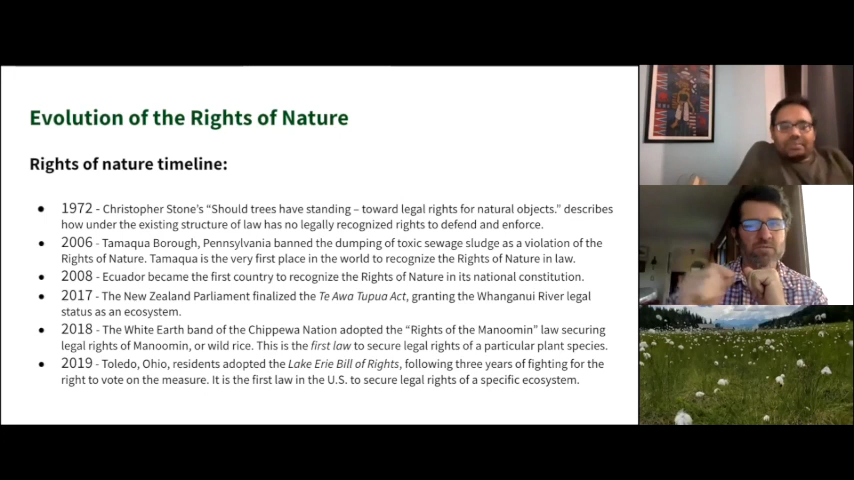 Evolution of the Rights of Nature
Rights of nature timeline:
● 1972 - Christopher Stone's “Should trees have standing – toward legal rights for natural objects.” describes
how under the existing structure of law has no legally recognized rights to defend and enforce.
● 2006 - Tamaqua Borough, Pennsylvania banned the dumping of toxic sewage sludge as a violation of the
Rights of Nature. Tamaqua is the very first place in the world to recognize the Rights of Nature in law.
● 2008 - Ecuador became the first country to recognize the Rights of Nature in its national constitution.
● 2017 - The New Zealand Parliament finalized the Te Awa Tupua Act, granting the Whanganui River legal
status as an ecosystem.
● 2018 - The White Earth band of the Chippewa Nation adopted the “Rights of the Manoomin” law securing
legal rights of Manoomin, or wild rice. This is the first law to secure legal rights of a particular plant species.
● 2019 - Toledo, Ohio, residents adopted the Lake Erie Bill of Rights, following three years of fighting for the
right to vote on the measure. It is the first law in the U.S. to secure legal rights of a specific ecosystem.